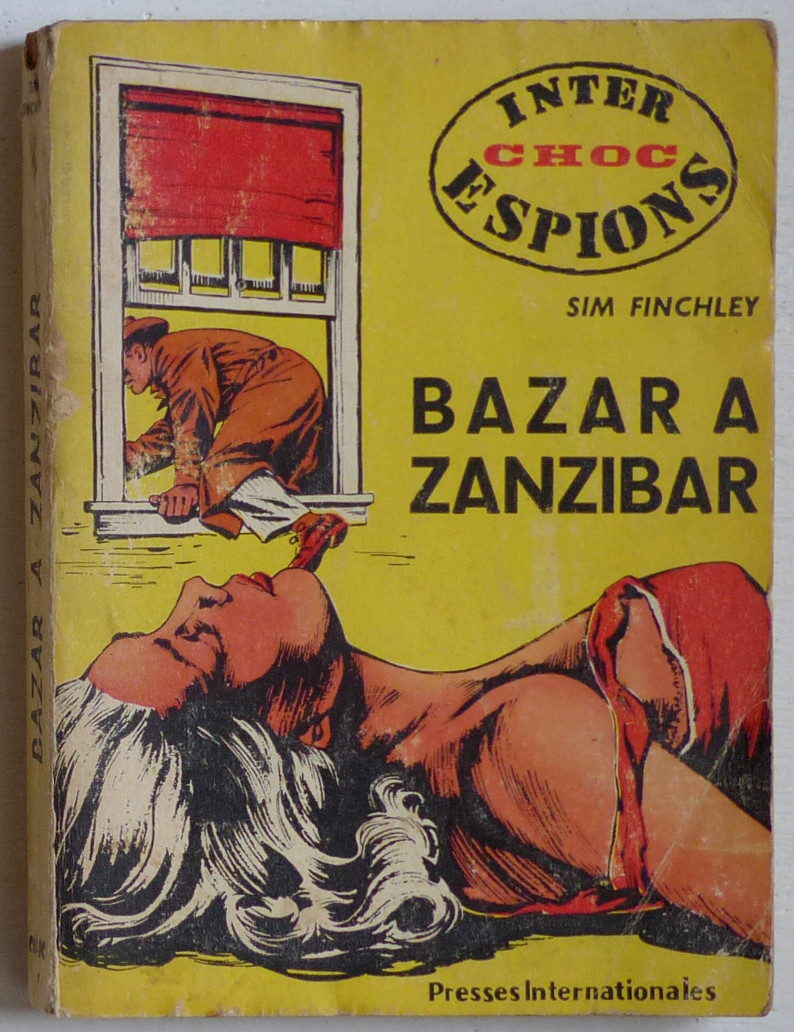 INTER
CHOC
ESPIONS
SIM FINCHLEY
BAZAR A
ZANZIBAR
Presses Internationales
BAZAR A ZANZIBAR